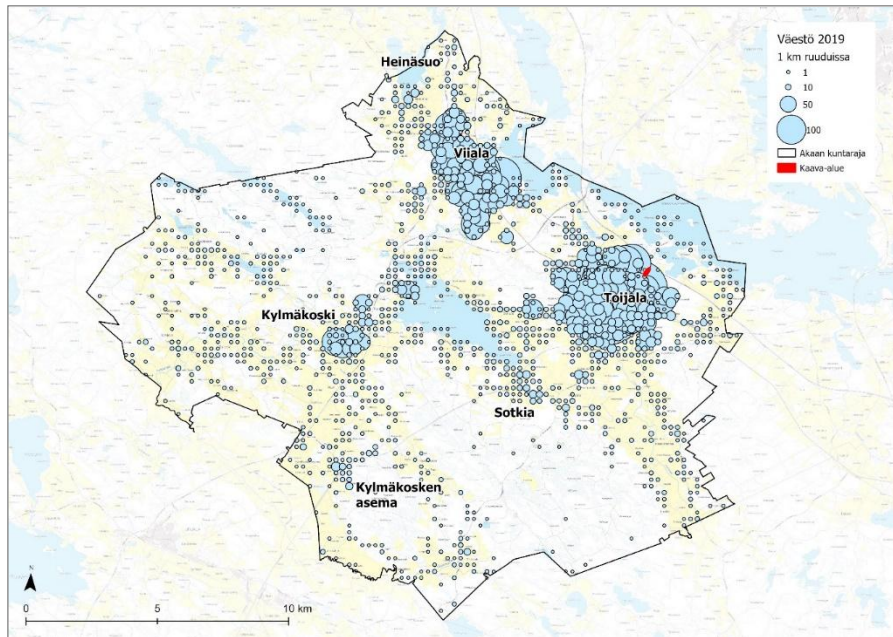 Väestö 2019
1 km ruuduissa
1
10
50
100
Akaan kuntaraja
Kaava-alue
Heinäsuo
Viiala
Toijala
Kylmäkoski
Sotkia
Kylmäkosken
asema
N
0 5 10 km